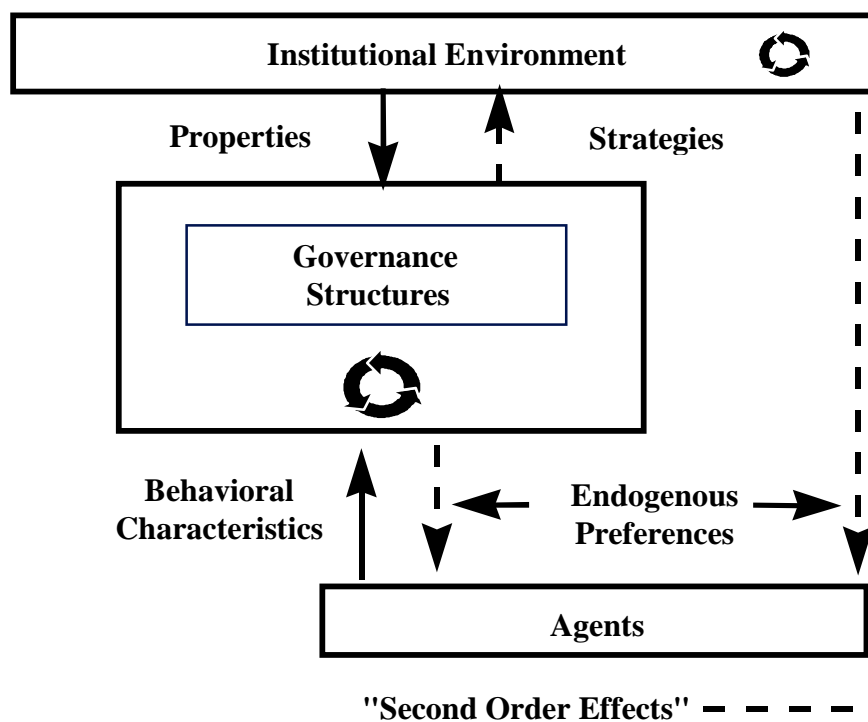 Institutional Environment
Properties
Strategies
Governance
Structures
Behavioral
Characteristics
Endogenous
Preferences
Agents
"Second Order Effects"